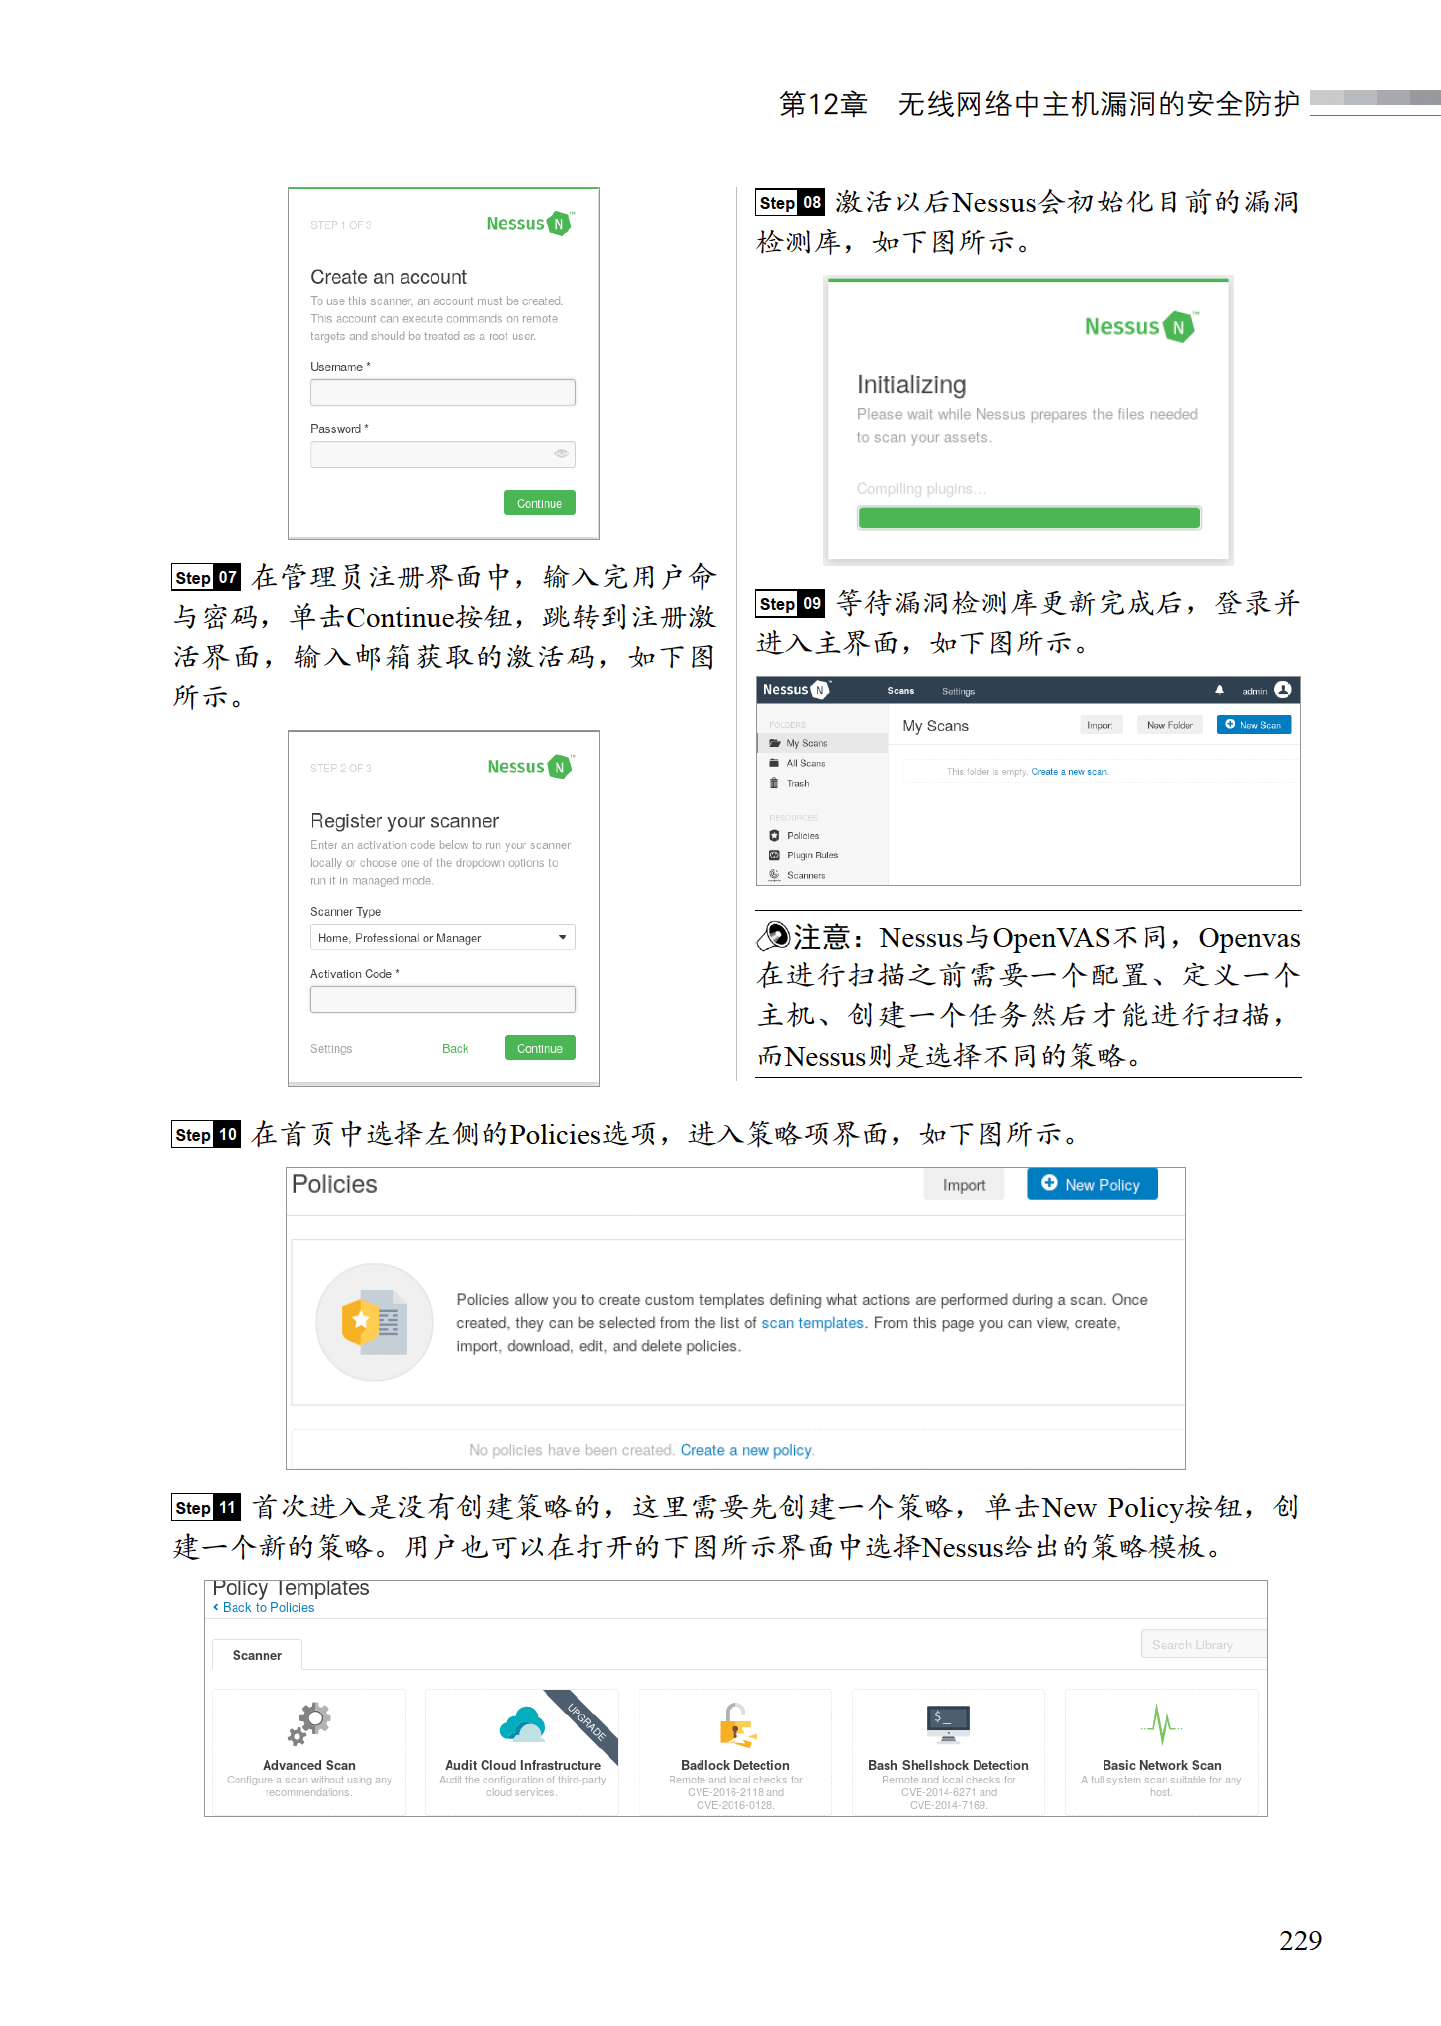 第12章　无线网络中主机漏洞的安全防护
STEP 1 OF 3
Nessus N ™
Create an account
To use this scanner, an account must be created.
This account can execute commands on remote
targets and should be treated as a root user.
Username *
Password *
Continue
Step 07 在管理员注册界面中，输入完用户命
与密码，单击Continue按钮，跳转到注册激
活界面，输入邮箱获取的激活码，如下图
所示。
STEP 2 OF 3
Nessus N ™
Register your scanner
Enter an activation code below to run your scanner
locally or choose one of the dropdown options to
run it in managed mode.
Scanner Type
Home, Professional or Manager
Activation Code *
Settings Back Continue
Step 08 激活以后Nessus会初始化目前的漏洞
检测库，如下图所示。
Nessus N ™
Initializing
Please wait while Nessus prepares the files needed
to scan your assets.
Compiling plugins...
Step 09 等待漏洞检测库更新完成后，登录并
进入主界面，如下图所示。
Nessus N ™ Scans Settings admin
FOLDERS
My Scans
All Scans
Trash
RESOURCES
Policies
Plugin Rules
Scanners
My Scans Import New Folder New Scan
This folder is empty. Create a new scan.
注意：Nessus与OpenVAS不同，Openvas
在进行扫描之前需要一个配置、定义一个
主机、创建一个任务然后才能进行扫描，
而Nessus则是选择不同的策略。
Step 10 在首页中选择左侧的Policies选项，进入策略项界面，如下图所示。
Policies Import New Policy
Policies allow you to create custom templates defining what actions are performed during a scan. Once
created, they can be selected from the list of scan templates. From this page you can view, create,
import, download, edit, and delete policies.
No policies have been created. Create a new policy.
Step 11 首次进入是没有创建策略的，这里需要先创建一个策略，单击New Policy按钮，创
建一个新的策略。用户也可以在打开的下图所示界面中选择Nessus给出的策略模板。
Policy Templates
Back to Policies
Scanner
Search Library
Advanced Scan
Configure a scan without using any
recommendations.
UPGRADE
Audit Cloud Infrastructure
Audit the configuration of third-party
cloud services.
Badlock Detection
Remote and local checks for
CVE-2016-2118 and
CVE-2016-0128.
$_
Bash Shellshock Detection
Remote and local checks for
CVE-2014-6271 and
CVE-2014-7169.
Basic Network Scan
A full system scan suitable for any
host.
229